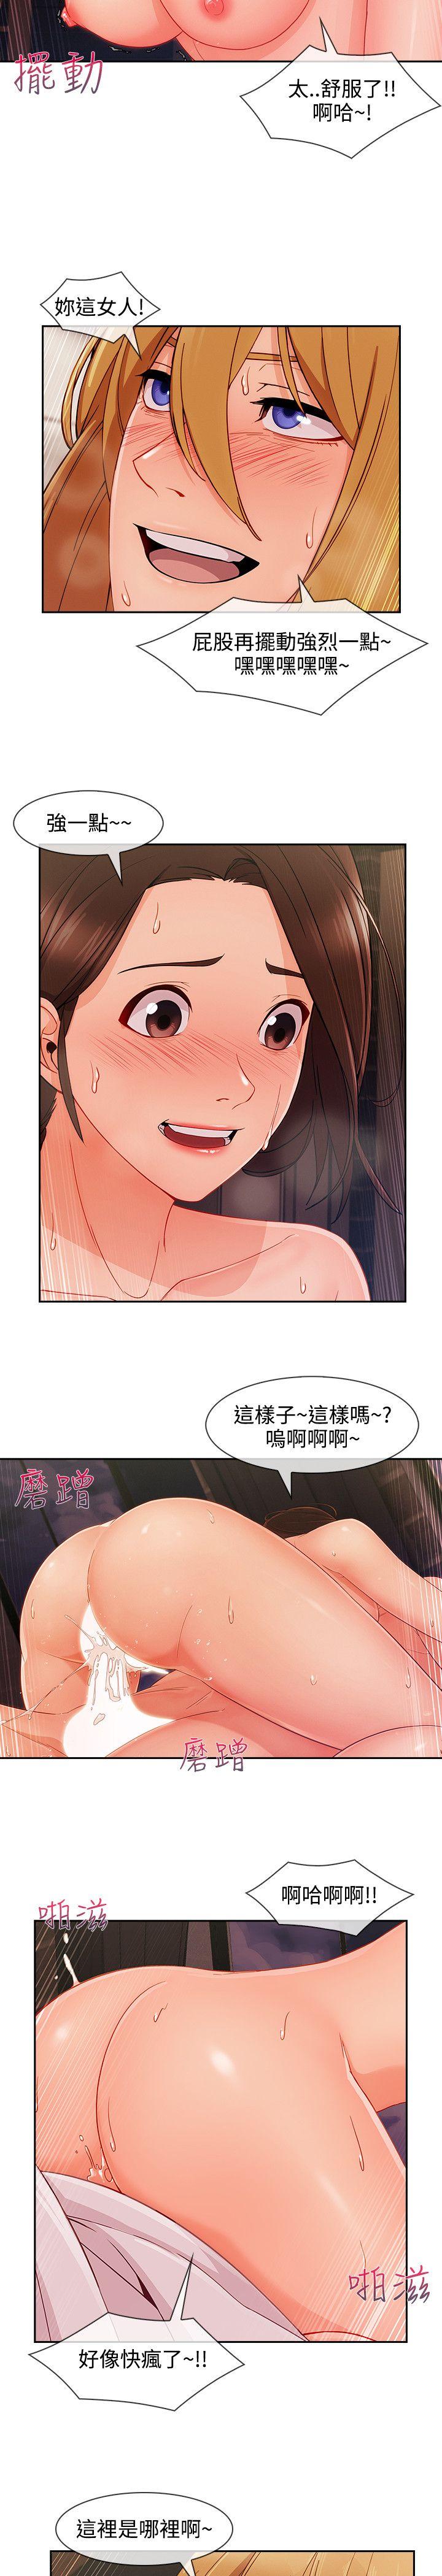 擺動
太..舒服了!!
啊哈~!
妳這女人!
屁股再擺動強烈一點~
嘿嘿嘿嘿嘿~
強一點~~
這樣子~這樣嗎~?
嗚啊啊啊~
磨蹭
磨蹭
啊哈啊啊!!
啪滋
啪滋
好像快瘋了~!!
這裡是哪裡啊~